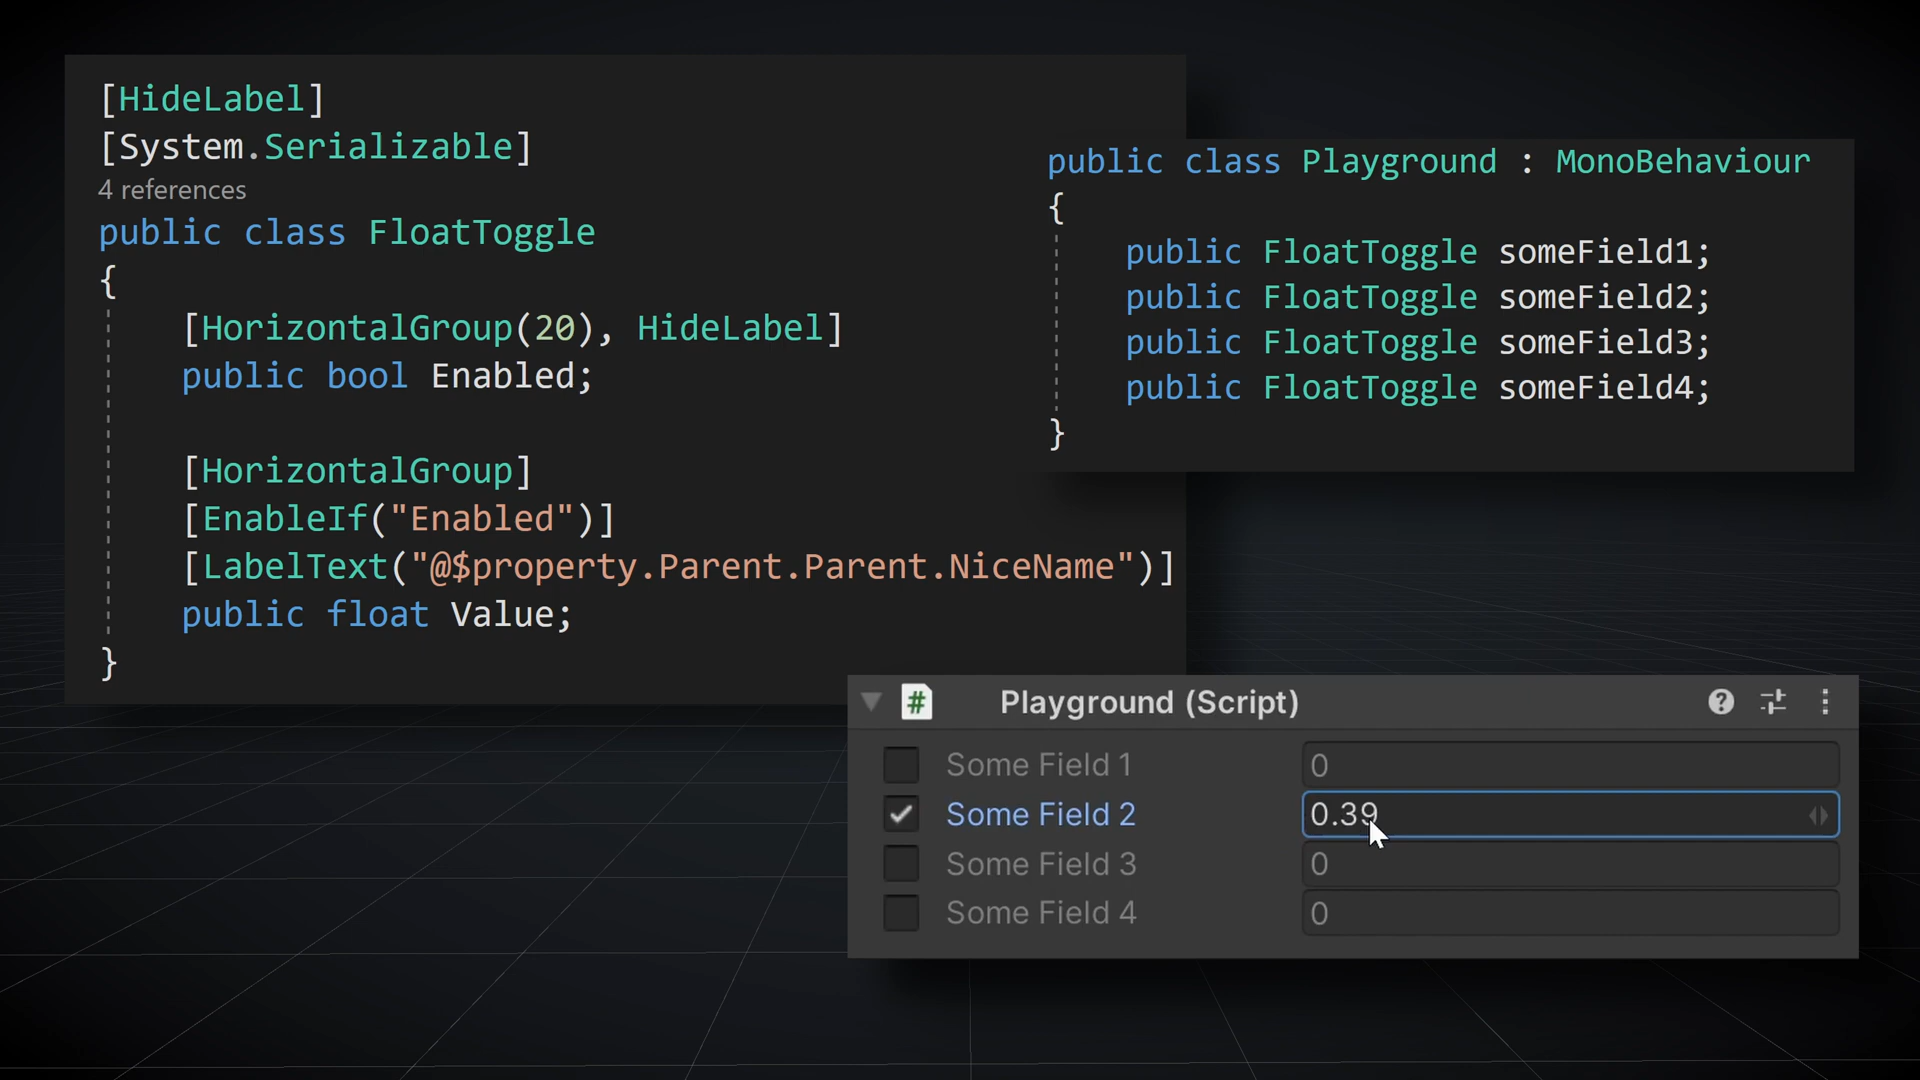 [HideLabel]
[System.Serializable]
4 references
public class FloatToggle
{
[HorizontalGroup(20), HideLabel]
public bool Enabled;
[HorizontalGroup]
[EnableIf("Enabled")]
[LabelText("@$property.Parent.Parent.NiceName")]
public float Value;
}
public class Playground : MonoBehaviour
{
public FloatToggle someField1;
public FloatToggle someField2;
public FloatToggle someField3;
public FloatToggle someField4;
}
# Playground (Script)
Some Field 1 0
Some Field 2 0.39
Some Field 3 0
Some Field 4 0